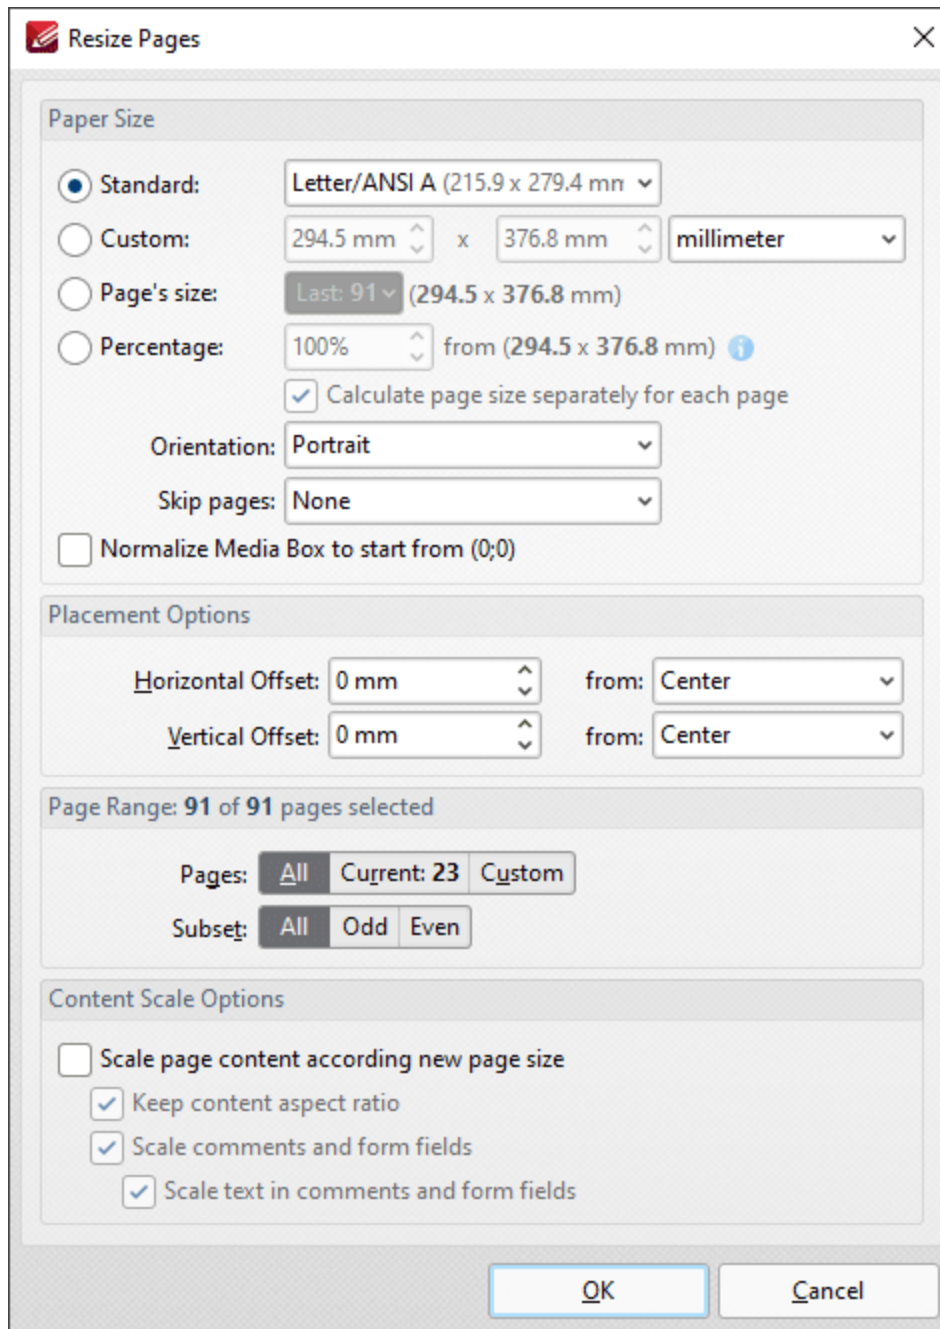 Resize Pages
Paper Size
Standard: Letter/ANSI A (215.9 x 279.4 mm
Custom: 294.5 mm x 376.8 mm millimeter
Page's size: Last: 91 (294.5 x 376.8 mm)
Percentage: 100% from (294.5 x 376.8 mm) i
Calculate page size separately for each page
Orientation: Portrait
Skip pages: None
Normalize Media Box to start from (0;0)
Placement Options
Horizontal Offset: 0 mm from: Center
Vertical Offset: 0 mm from: Center
Page Range: 91 of 91 pages selected
Pages: All Current: 23 Custom
Subset: All Odd Even
Content Scale Options
Scale page content according new page size
Keep content aspect ratio
Scale comments and form fields
Scale text in comments and form fields
OK Cancel